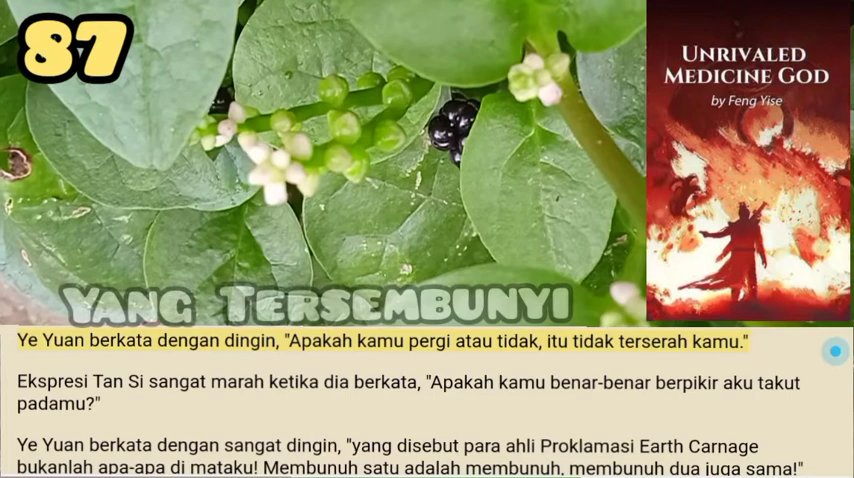 87
UNRIVALED
MEDICINE GOD
by Feng Yise
YANG TERSEMBUNYI
Ye Yuan berkata dengan dingin, "Apakah kamu pergi atau tidak, itu tidak terserah kamu."
Ekspresi Tan Si sangat marah ketika dia berkata, "Apakah kamu benar-benar berpikir aku takut
padamu?"
Ye Yuan berkata dengan sangat dingin, "yang disebut para ahli Proklamasi Earth Carnage
bukanlah apa-apa di mataku! Membunuh satu adalah membunuh, membunuh dua juga sama!"